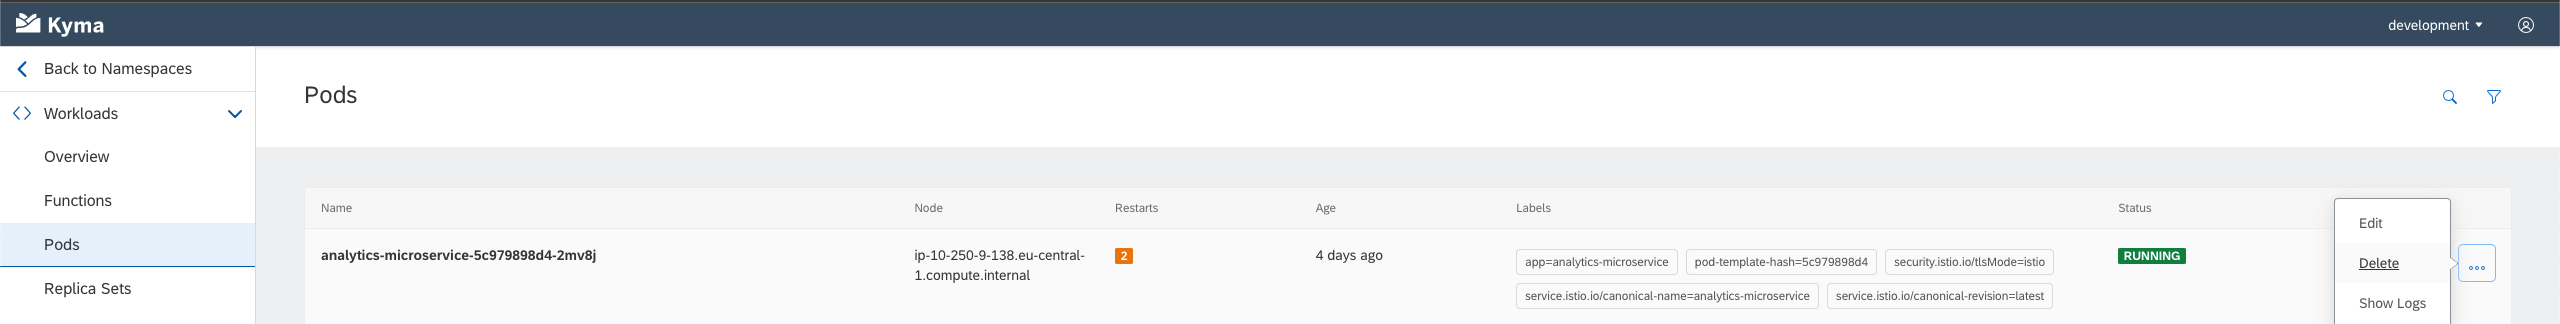 Kyma
development
Back to Namespaces
Workloads
Overview
Functions
Pods
Replica Sets
Pods
Name Node Restarts Age Labels Status
analytics-microservice-5c979898d4-2mv8j
ip-10-250-9-138.eu-central-
1.compute.internal
2
4 days ago
app=analytics-microservice pod-template-hash=5c979898d4 security.istio.io/tlsMode=istio
service.istio.io/canonical-name=analytics-microservice service.istio.io/canonical-revision=latest
RUNNING
Edit
Delete
Show Logs